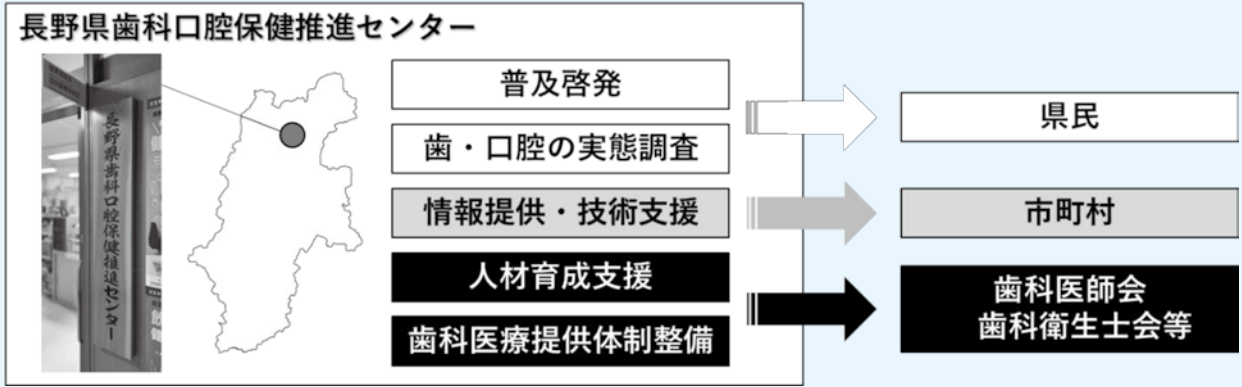 長野県歯科口腔保健推進センター
長野県歯科口腔保健推進センター
普及啓発
歯・口腔の実態調査
情報提供・技術支援
人材育成支援
歯科医療提供体制整備
県民
市町村
歯科医師会
歯科衛生士会等